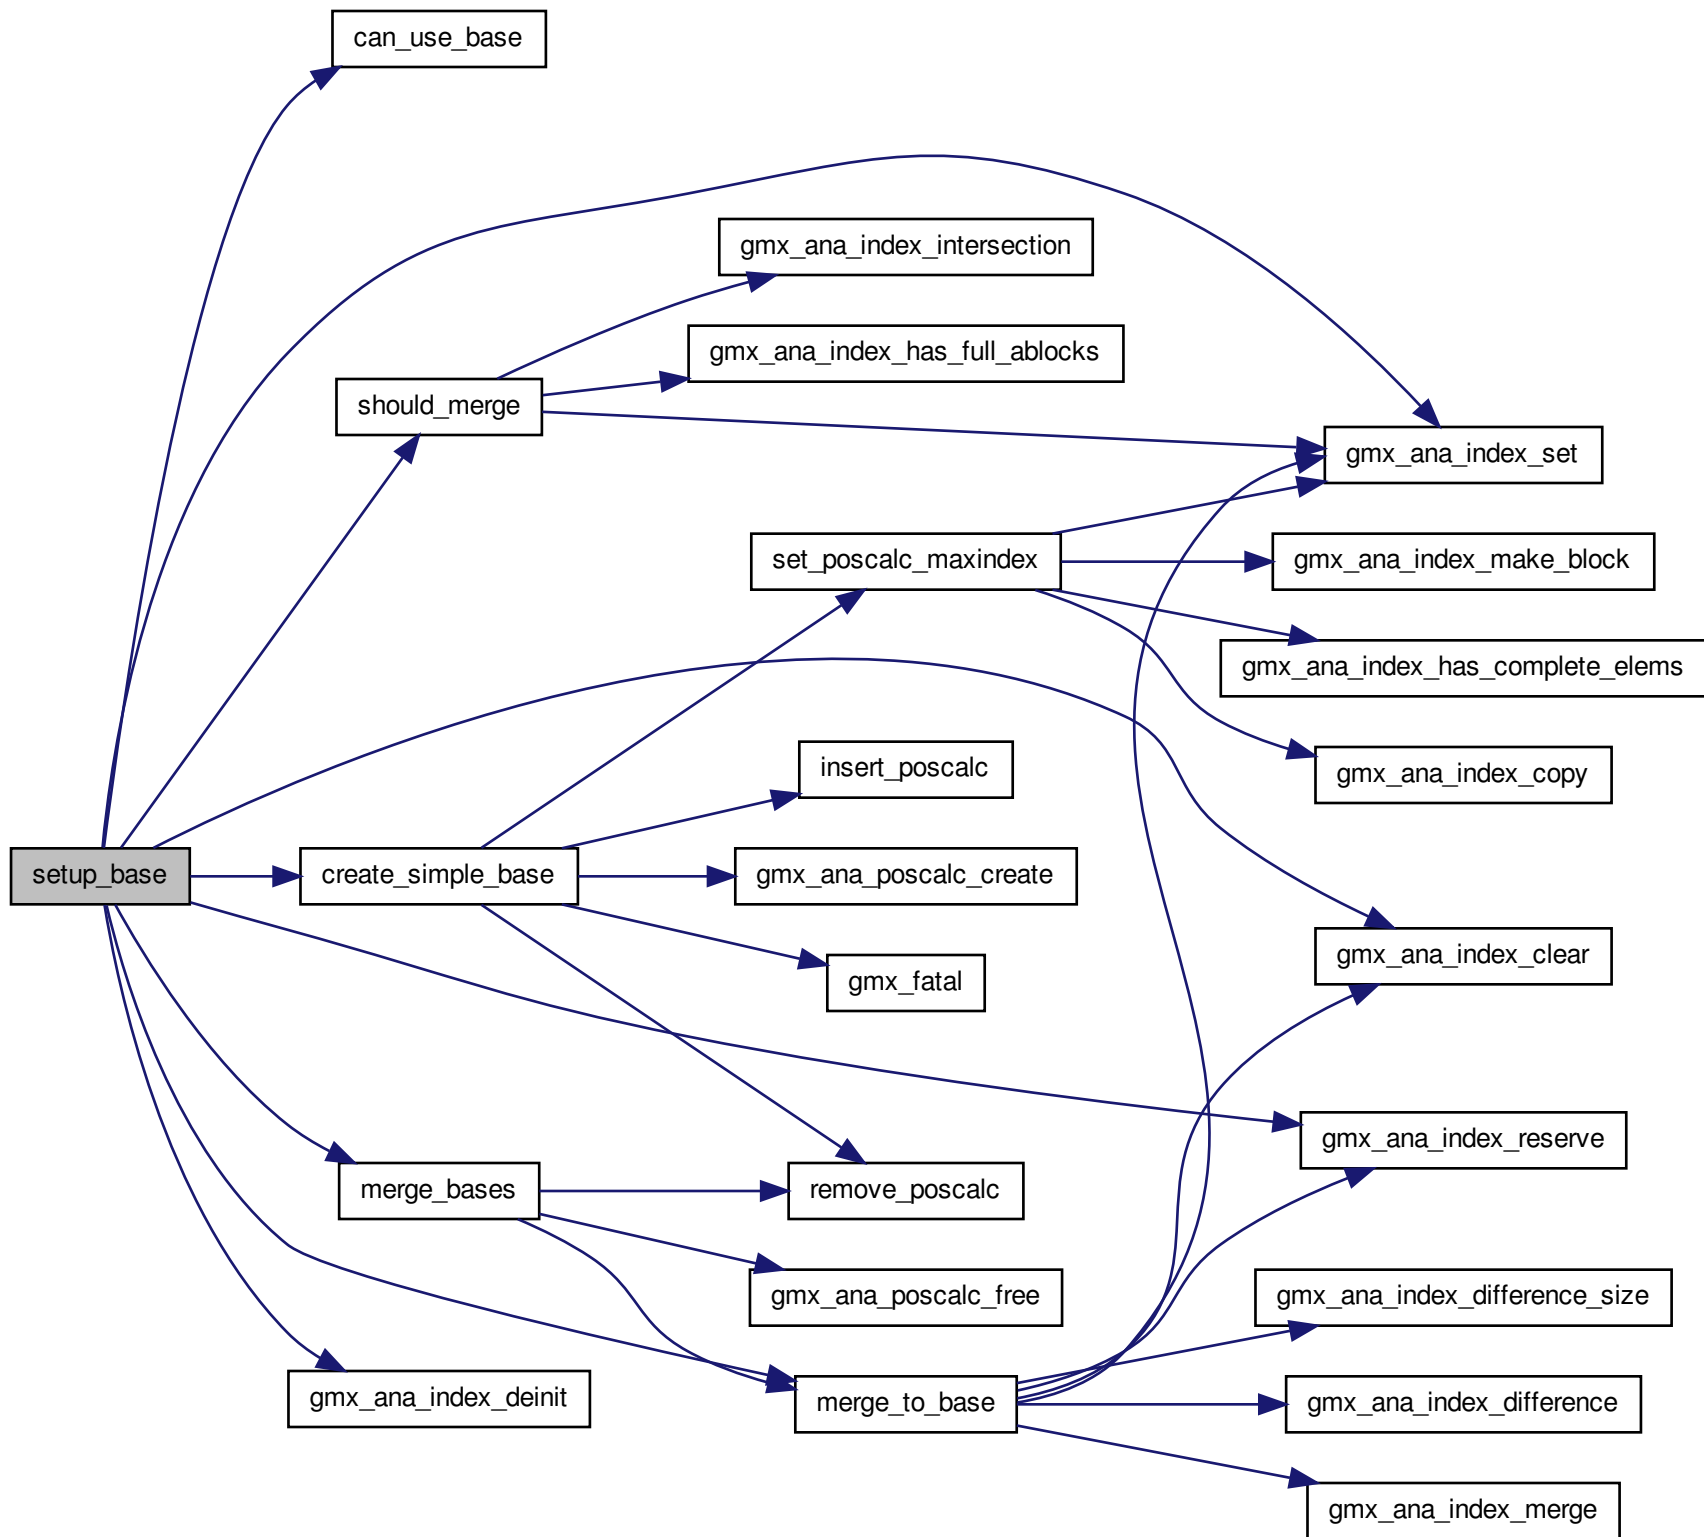 can_use_base
gmx_ana_index_intersection
gmx_ana_index_has_full_ablocks
should_merge
gmx_ana_index_set
set_poscalc_maxindex
gmx_ana_index_make_block
gmx_ana_index_has_complete_elems
insert_poscalc
gmx_ana_index_copy
setup_base
create_simple_base
gmx_ana_poscalc_create
gmx_ana_index_clear
gmx_fatal
gmx_ana_index_reserve
merge_bases
remove_poscalc
gmx_ana_poscalc_free
gmx_ana_index_difference_size
gmx_ana_index_deinit
merge_to_base
gmx_ana_index_difference
gmx_ana_index_merge